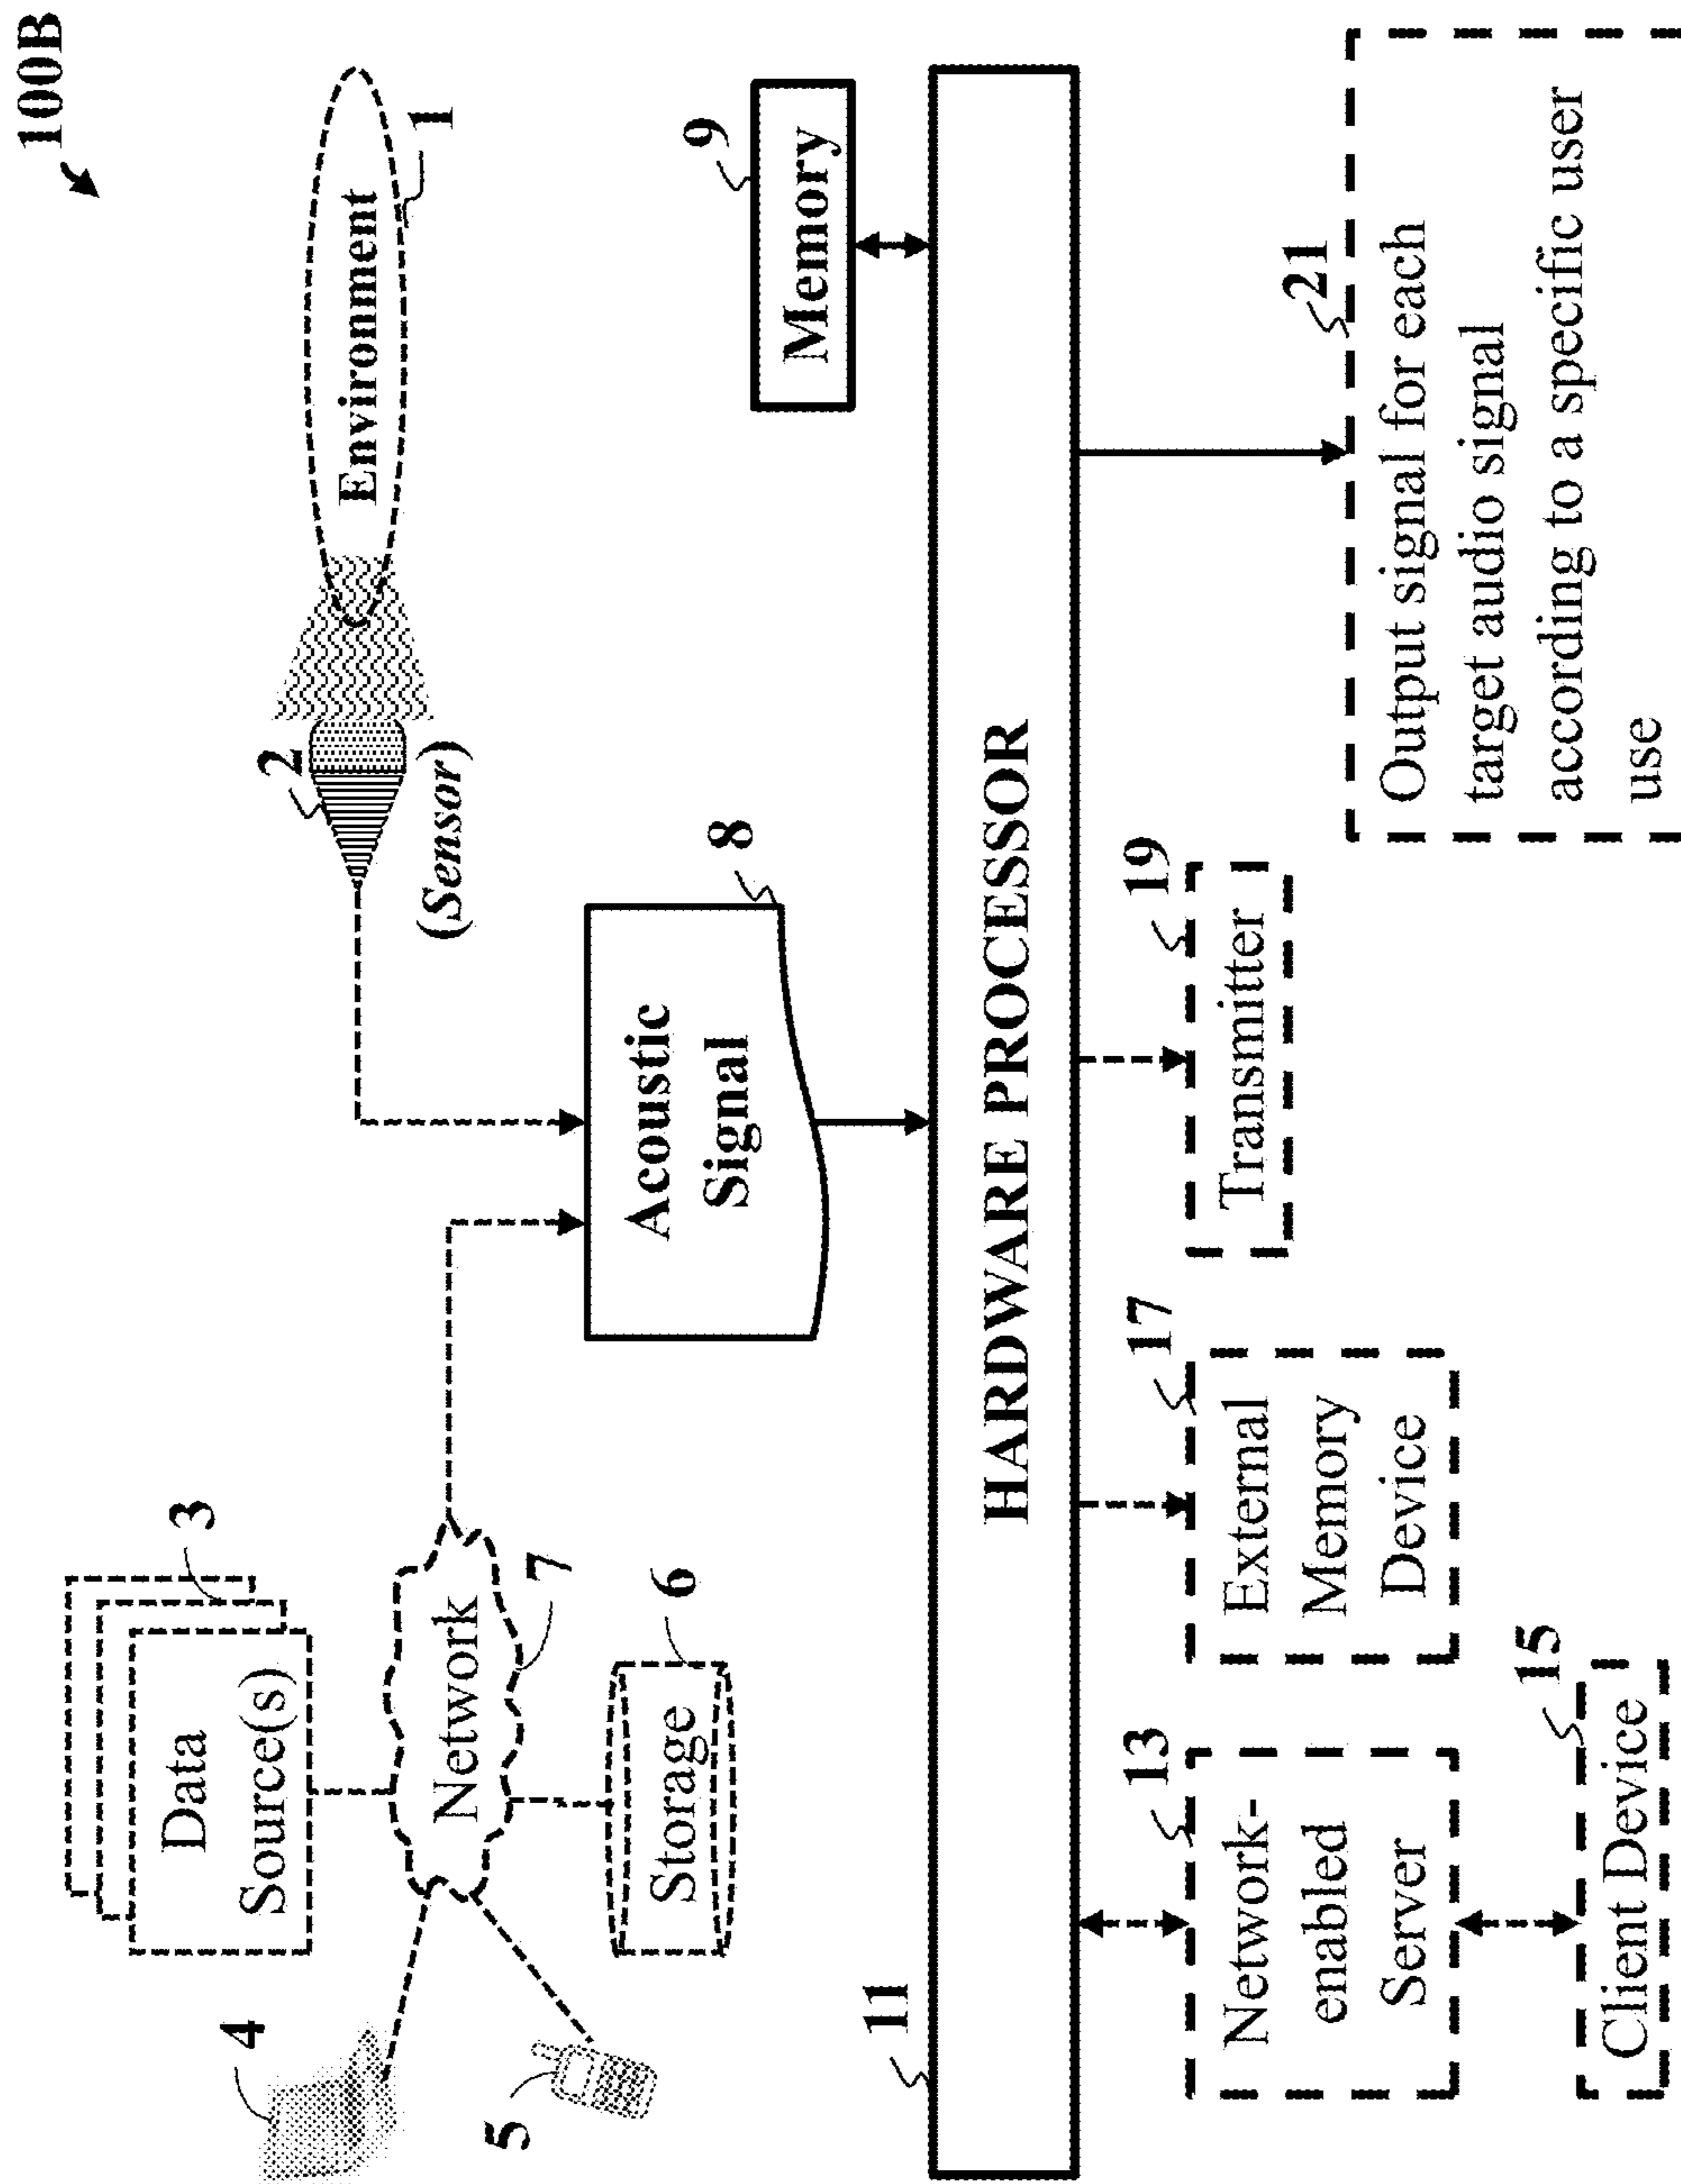 100B
3
Data
Source(s)
4
Network
7
5
Storage
6
2
(Sensor)
Environment
1
Acoustic
Signal
8
9
Memory
11
HARDWARE PROCESSOR
13
Network-
enabled
Server
15
Client Device
17
External
Memory
Device
19
Transmitter
21
Output signal for each
target audio signal
according to a specific user
use